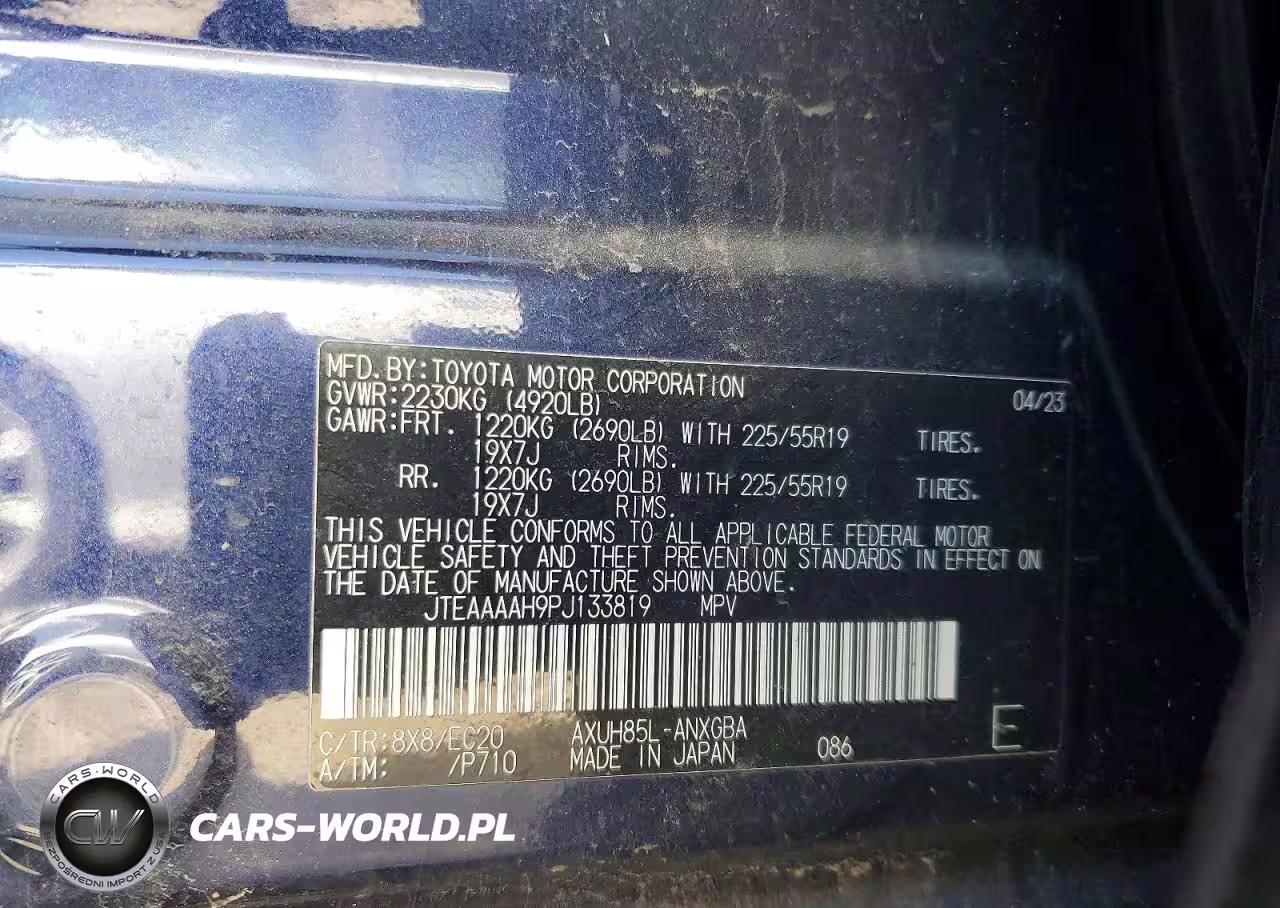 MFD. BY: TOYOTA MOTOR CORPORATION 04/23
GVWR: 2230KG (4920LB)
GAWR: FRT. 1220KG (2690LB) WITH 225/55R19 TIRES.
19X7J RIMS.
RR. 1220KG (2690LB) WITH 225/55R19 TIRES.
19X7J RIMS.
THIS VEHICLE CONFORMS TO ALL APPLICABLE FEDERAL MOTOR
VEHICLE SAFETY AND THEFT PREVENTION STANDARDS IN EFFECT ON
THE DATE OF MANUFACTURE SHOWN ABOVE.
JTEAAAAH9PJ133819 MPV
C/TR: 8X8/EC20 AXUH85L-ANXGBA
A/TM: /P710 MADE IN JAPAN 086 E
CARS-WORLD
CW
BEZPOŚREDNI IMPORT Z USA
CARS-WORLD.PL